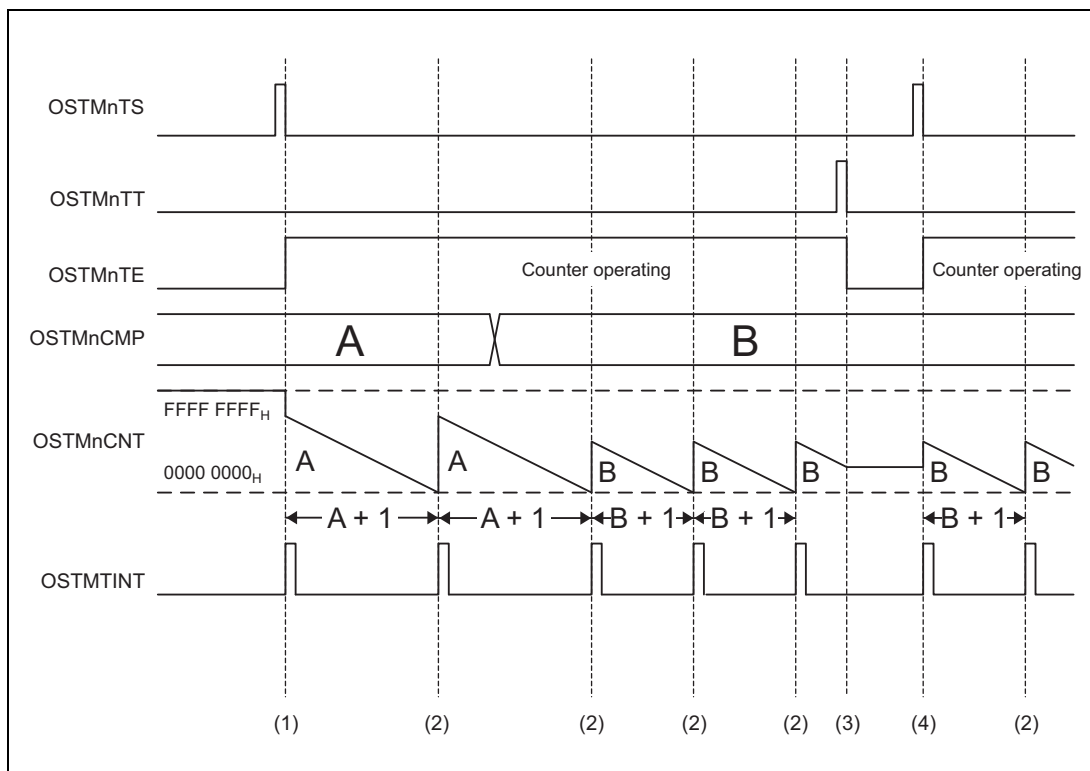 OSTMnTS
OSTMnTT
OSTMnTE
Counter operating
Counter operating
OSTMnCMP
A
B
FFFF FFFFH
OSTMnCNT
0000 0000H
A
A
B
B
B
B
B
A + 1
A + 1
B + 1
B + 1
B + 1
OSTMTINT
(1)
(2)
(2)
(2)
(2)
(3)
(4)
(2)